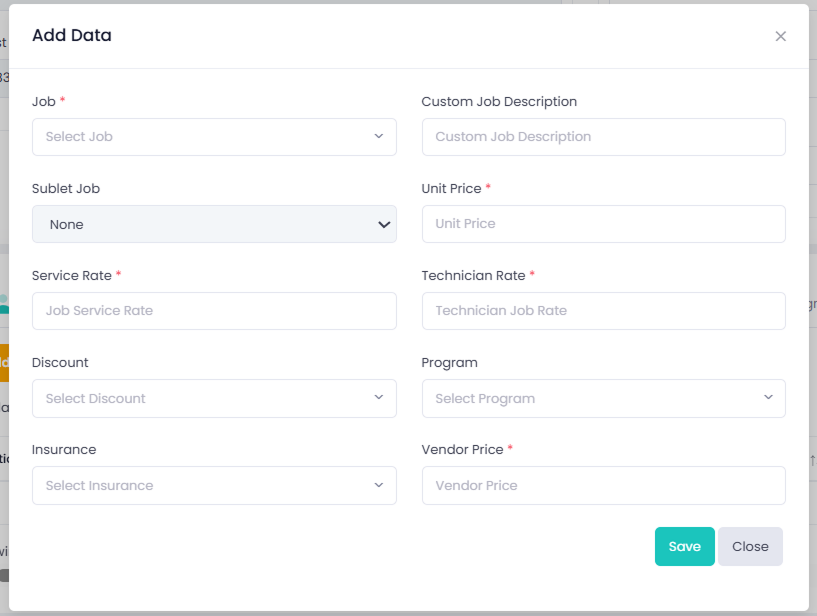 Add Data
Job *
Custom Job Description
Select Job
Custom Job Description
Sublet Job
Unit Price *
None
Unit Price
Service Rate *
Technician Rate *
Job Service Rate
Technician Job Rate
Discount
Program
Select Discount
Select Program
Insurance
Vendor Price *
Select Insurance
Vendor Price
Save
Close